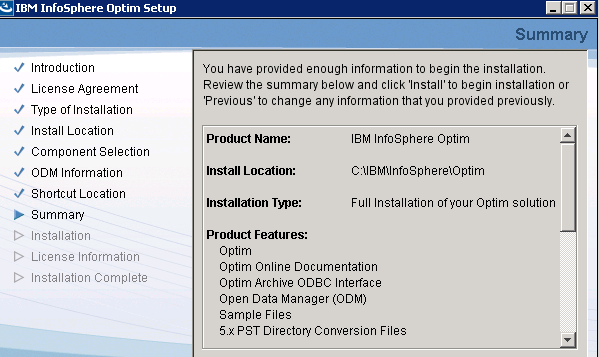 IBM InfoSphere Optim Setup
Summary
Introduction
License Agreement
Type of Installation
Install Location
Component Selection
ODM Information
Shortcut Location
Summary
Installation
License Information
Installation Complete
You have provided enough information to begin the installation.
Review the summary below and click 'Install' to begin installation or
'Previous' to change any information that you provided previously.
Product Name: IBM InfoSphere Optim
Install Location: C:\IBM\InfoSphere\Optim
Installation Type: Full Installation of your Optim solution
Product Features:
Optim
Optim Online Documentation
Optim Archive ODBC Interface
Open Data Manager (ODM)
Sample Files
5.x PST Directory Conversion Files